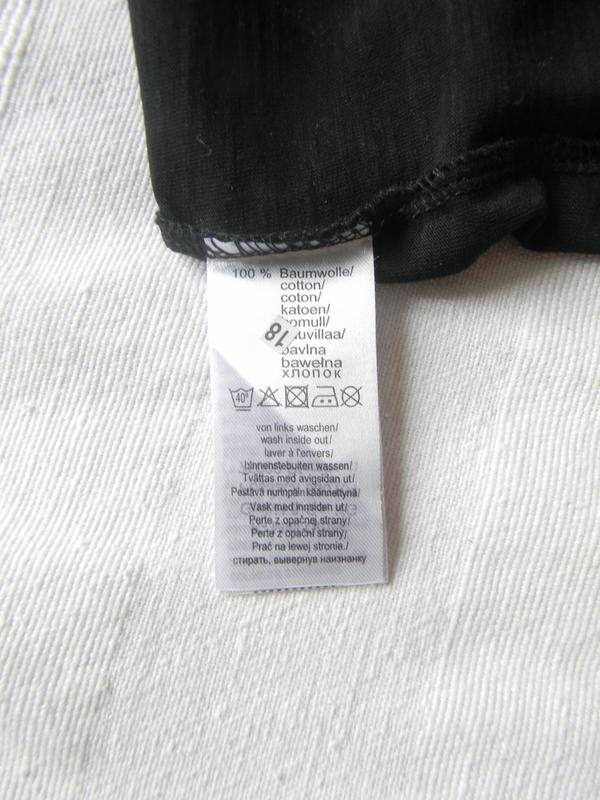 100 % Baumwolle/
cotton/
coton/
katoen/
bomull/
bavlna
bawełna
хлопок
18
40°
von links waschen/
wash inside out/
laver à l'envers/
binnenstebuiten wassen/
Tvättas med avigsidan ut/
Pestävä nurinpäin käännettynä/
Vask med innsiden ut/
Perte z opačnej strany/
Perte z opační strany/
Prać na lewej stronie./
стирать, вывернув наизнанку